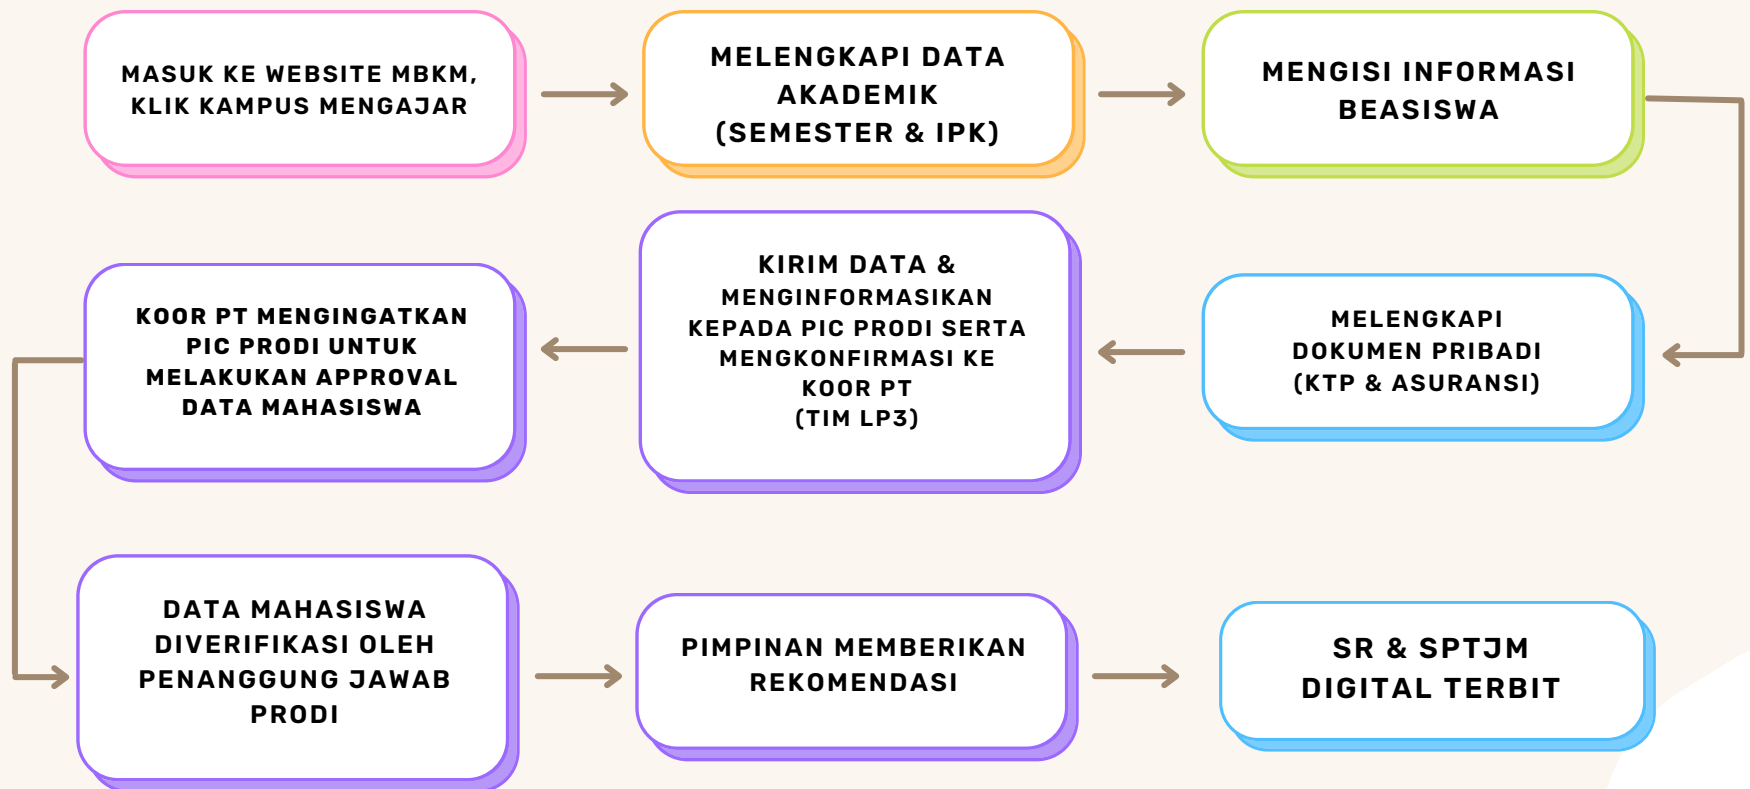 MASUK KE WEBSITE MBKM,
KLIK KAMPUS MENGAJAR
MELENGKAPI DATA
AKADEMIK
(SEMESTER & IPK)
MENGISI INFORMASI
BEASISWA
MELENGKAPI
DOKUMEN PRIBADI
(KTP & ASURANSI)
KIRIM DATA &
MENGINFORMASIKAN
KEPADA PIC PRODI SERTA
MENGKONFIRMASI KE
KOOR PT
(TIM LP3)
KOOR PT MENGINGATKAN
PIC PRODI UNTUK
MELAKUKAN APPROVAL
DATA MAHASISWA
DATA MAHASISWA
DIVERIFIKASI OLEH
PENANGGUNG JAWAB
PRODI
PIMPINAN MEMBERIKAN
REKOMENDASI
SR & SPTJM
DIGITAL TERBIT